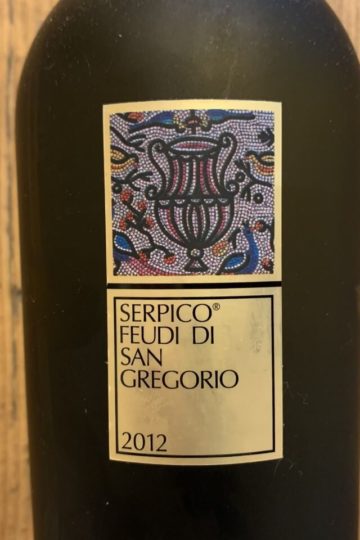 SERPICO®
FEUDI DI
SAN
GREGORIO
2012